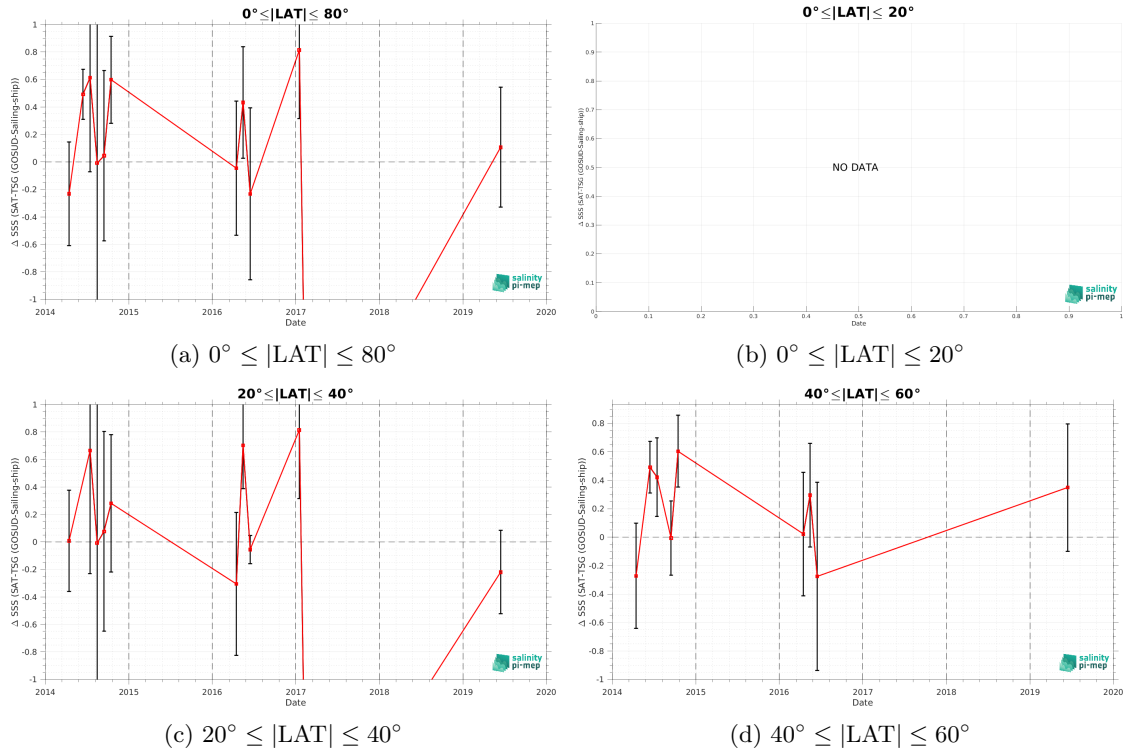 0°≤|LAT|≤ 80°
Δ SSS (SAT-TSG (GOSUD-Sailing-ship))
1
0.8
0.6
0.4
0.2
0
-0.2
-0.4
-0.6
-0.8
-1
2014 2015 2016 2017 2018 2019 2020
Date
salinity
pi-mep
(a) 0° ≤ |LAT| ≤ 80°
0°≤|LAT|≤ 20°
Δ SSS (SAT-TSG (GOSUD-Sailing-ship))
1
0.9
0.8
0.7
0.6
0.5
0.4
0.3
0.2
0.1
0
NO DATA
0 0.1 0.2 0.3 0.4 0.5 0.6 0.7 0.8 0.9 1
Date
salinity
pi-mep
(b) 0° ≤ |LAT| ≤ 20°
20°≤|LAT|≤ 40°
Δ SSS (SAT-TSG (GOSUD-Sailing-ship))
1
0.8
0.6
0.4
0.2
0
-0.2
-0.4
-0.6
-0.8
-1
2014 2015 2016 2017 2018 2019 2020
Date
salinity
pi-mep
(c) 20° ≤ |LAT| ≤ 40°
40°≤|LAT|≤ 60°
Δ SSS (SAT-TSG (GOSUD-Sailing-ship))
0.8
0.6
0.4
0.2
0
-0.2
-0.4
-0.6
-0.8
-1
2014 2015 2016 2017 2018 2019 2020
Date
salinity
pi-mep
(d) 40° ≤ |LAT| ≤ 60°